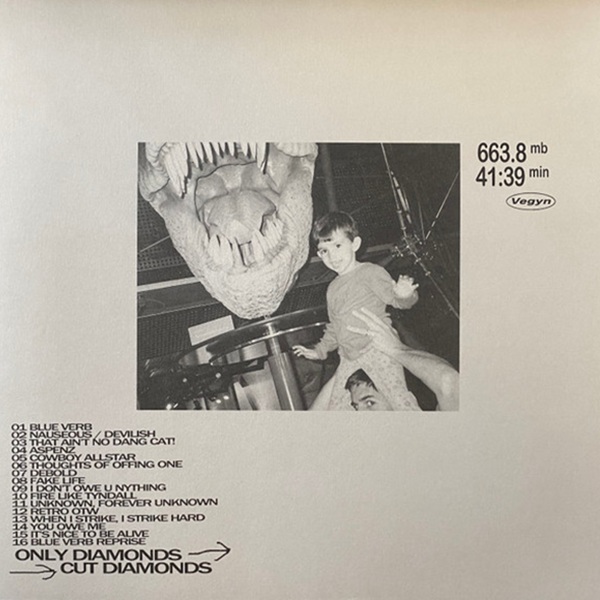 663.8 mb
41:39 min
Vegyn
01 BLUE VERB
02 NAUSEOUS / DEVILISH
03 THAT AIN'T NO DANG CAT!
04 ASPENZ
05 COWBOY ALLSTAR
06 THOUGHTS OF OFFING ONE
07 DEBOLD
08 FAKE LIFE
09 I DON'T OWE U NYTHING
10 FIRE LIKE TYNDALL
11 UNKNOWN, FOREVER UNKNOWN
12 RETRO OTW
13 WHEN I STRIKE, I STRIKE HARD
14 YOU OWE ME
15 IT'S NICE TO BE ALIVE
16 BLUE VERB REPRISE
ONLY DIAMONDS
CUT DIAMONDS